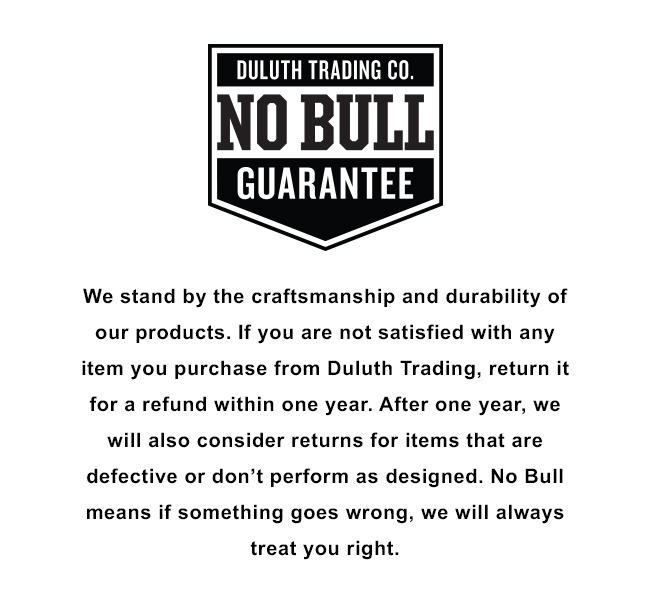 DULUTH TRADING CO.
NO BULL
GUARANTEE
We stand by the craftsmanship and durability of
our products. If you are not satisfied with any
item you purchase from Duluth Trading, return it
for a refund within one year. After one year, we
will also consider returns for items that are
defective or don’t perform as designed. No Bull
means if something goes wrong, we will always
treat you right.